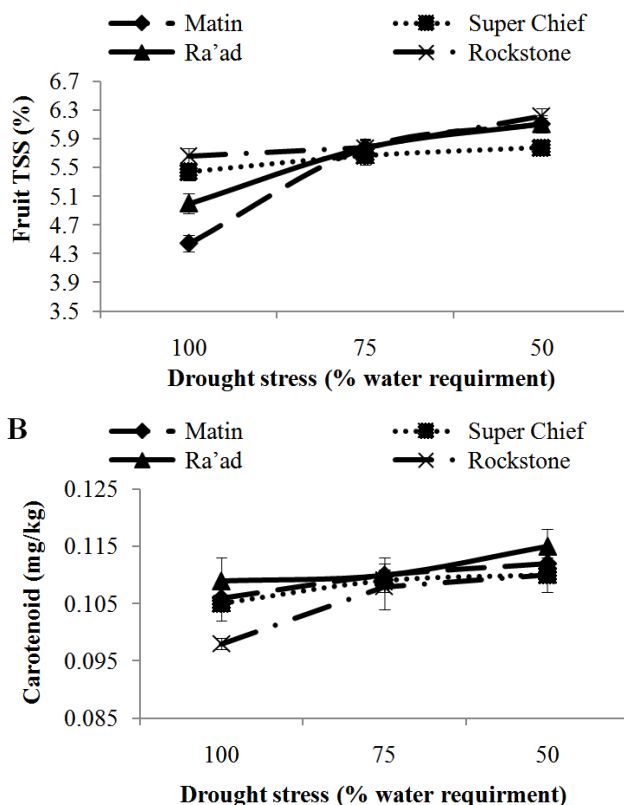 Matin Super Chief
Ra’ad Rockstone
6.7
6.3
5.9
5.5
5.1
4.7
4.3
3.9
3.5
Fruit TSS (%)
100 75 50
Drought stress (% water requirment)
B
Matin Super Chief
Ra’ad Rockstone
0.125
0.115
0.105
0.095
0.085
Carotenoid (mg/kg)
100 75 50
Drought stress (% water requirment)